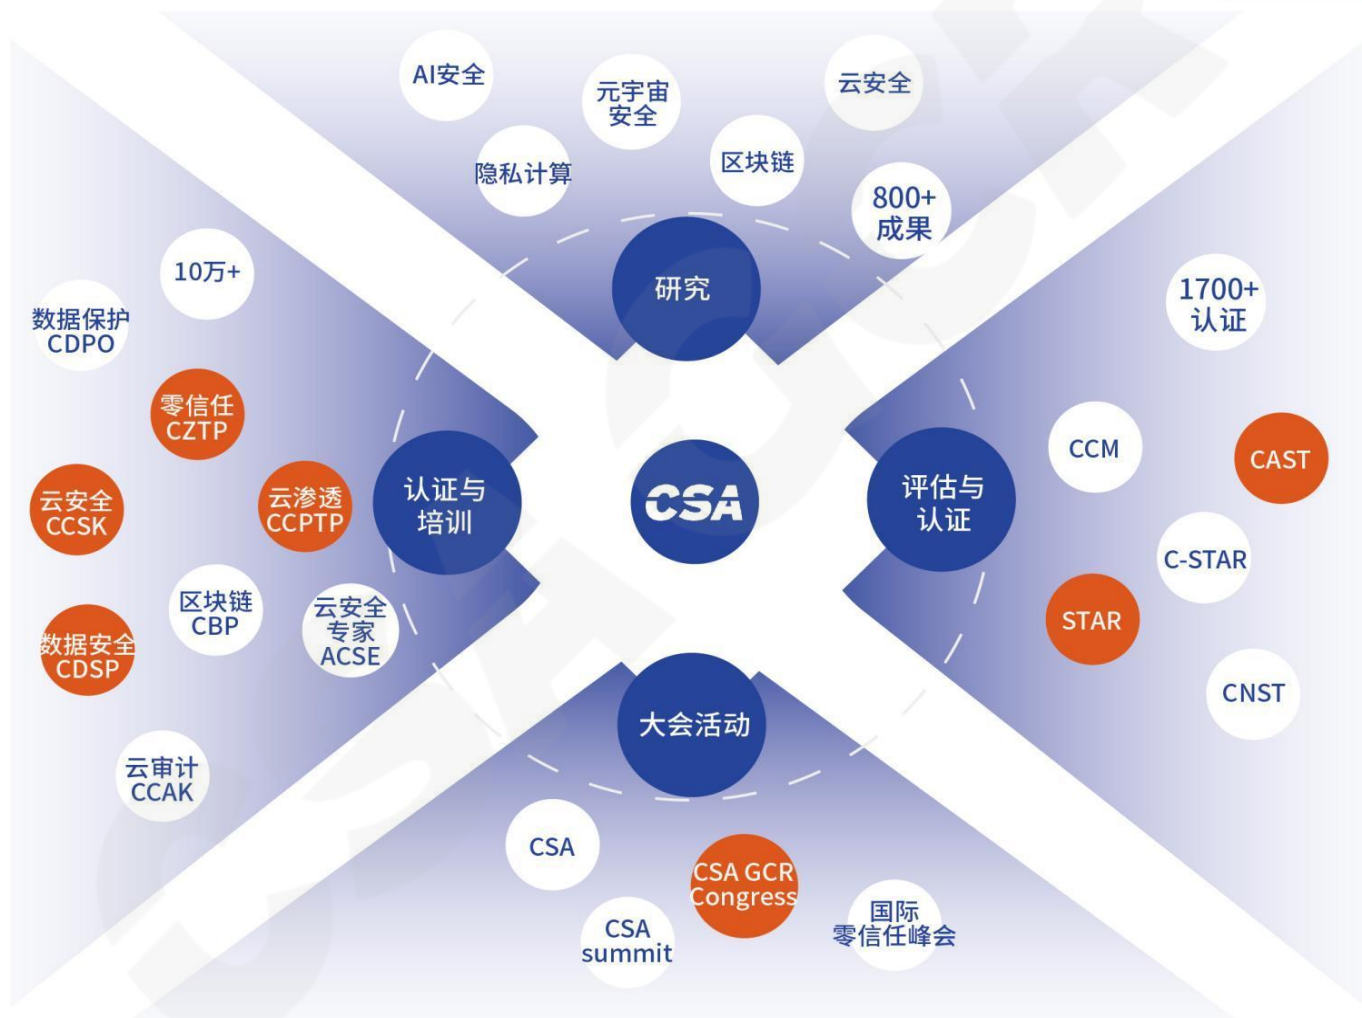 AI安全
元宇宙
安全
云安全
隐私计算
区块链
800+
成果
研究
10万+
数据保护
CDPO
零信任
CZTP
云安全
CCSK
云渗透
CCPTP
认证与
培训
区块链
CBP
云安全
专家
ACSE
数据安全
CDSP
云审计
CCAK
CSA
评估与
认证
1700+
认证
CCM
CAST
C-STAR
STAR
CNST
大会活动
CSA
CSA GCR
Congress
CSA
summit
国际
零信任峰会